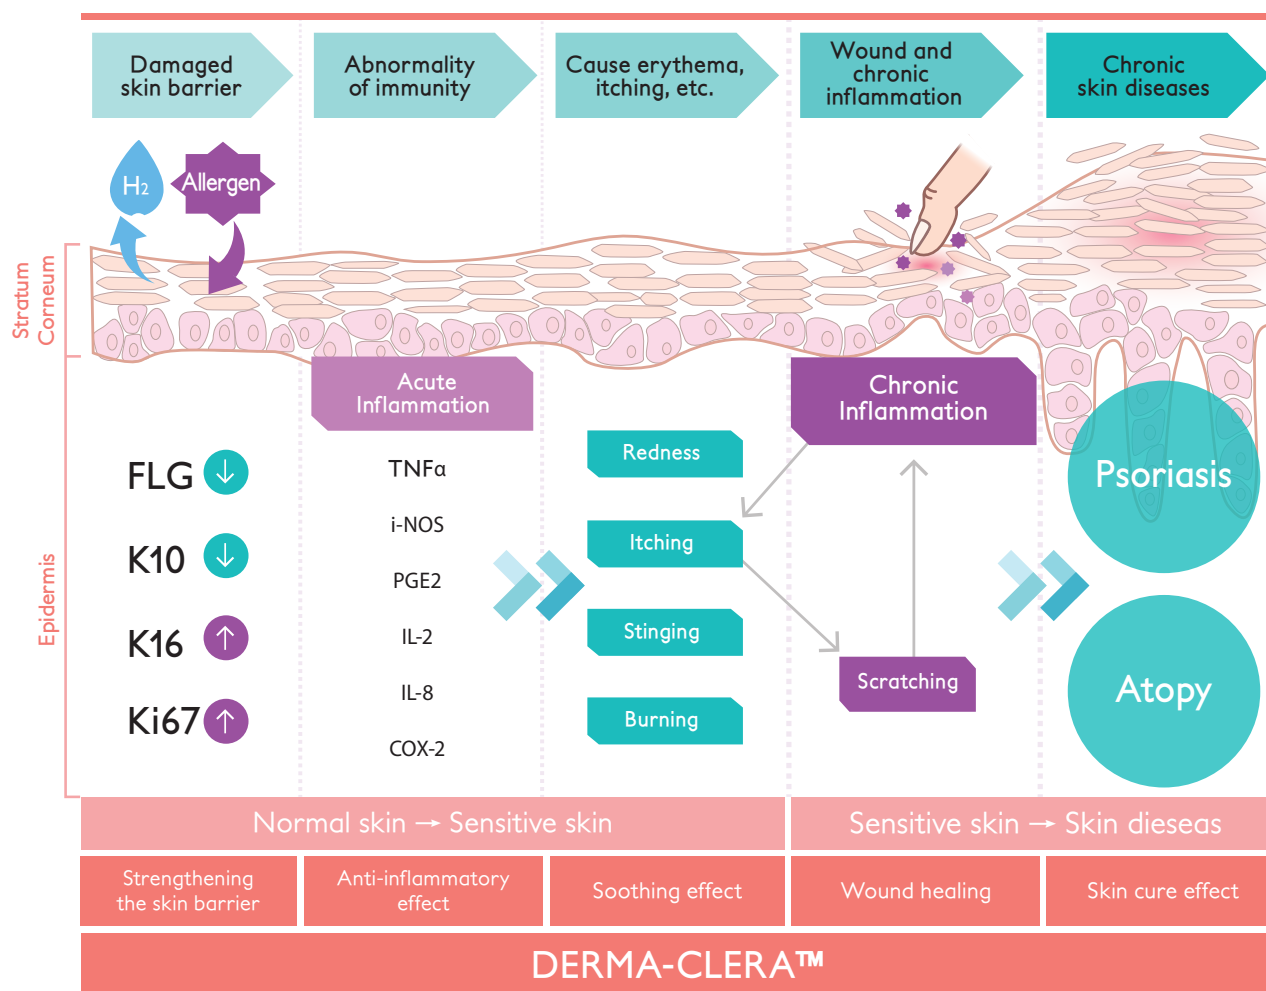 Damaged
skin barrier
Abnormality
of immunity
Cause erythema,
itching, etc.
Wound and
chronic
inflammation
Chronic
skin diseases
H₂
Allergen
Stratum
Corneum
Epidermis
Acute
Inflammation
Chronic
Inflammation
FLG ↓
K10 ↓
K16 ↑
Ki67 ↑
TNFα
i-NOS
PGE2
IL-2
IL-8
COX-2
Redness
Itching
Stinging
Burning
Scratching
Psoriasis
Atopy
Normal skin → Sensitive skin
Sensitive skin → Skin dieseas
Strengthening
the skin barrier
Anti-inflammatory
effect
Soothing effect
Wound healing
Skin cure effect
DERMA-CLERA™